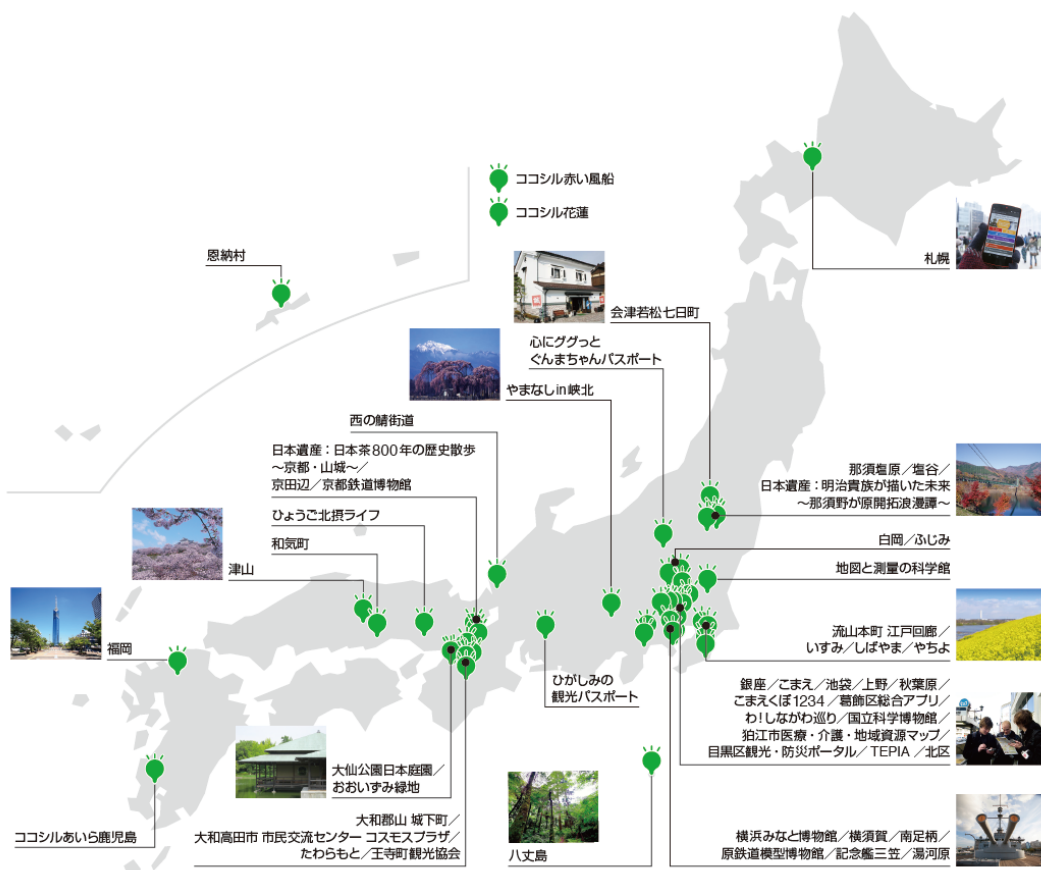 ココシル赤い風船
ココシル花蓮
恩納村
札幌
会津若松七日町
心にググっと
ぐんまちゃんパスポート
やまなしin峡北
西の鯖街道
日本遺産：日本茶800年の歴史散歩
～京都・山城～／
京田辺／京都鉄道博物館
ひょうご北摂ライフ
和気町
津山
福岡
那須塩原／塩谷／
日本遺産：明治貴族が描いた未来
～那須野が原開拓浪漫譚～
白岡／ふじみ
地図と測量の科学館
流山本町 江戸回廊／
いすみ／しばやま／やちよ
ひがしみの
観光パスポート
銀座／こまえ／池袋／上野／秋葉原／
こまえくぼ1234／葛飾区総合アプリ／
わ！しながわ巡り／国立科学博物館／
狛江市医療・介護・地域資源マップ／
目黒区観光・防災ポータル／TEPIA／北区
大仙公園日本庭園／
おおいずみ緑地
ココシルあいら鹿児島
大和郡山 城下町／
大和高田市 市民交流センター コスモスプラザ／
たわらもと／王寺町観光協会
八丈島
横浜みなと博物館／横須賀／南足柄／
原鉄道模型博物館／記念艦三笠／湯河原